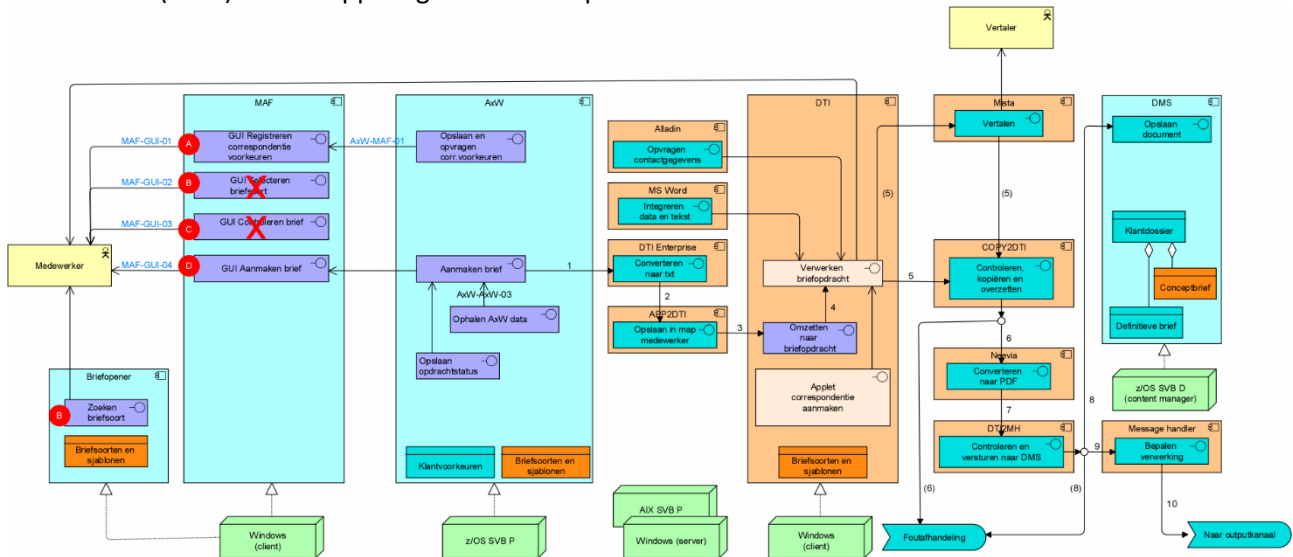 Vertaler
MAF
AxW
DTI
Mista
DMS
MAF-GUI-01
A
GUI Registreren
correspondentie
voorkeuren
AxW-MAF-01
Opslaan en
opvragen
corr.voorkeuren
Alladin
Opvragen
contactgegevens
Vertalen
Opslaan
document
MAF-GUI-02
B
GUI Selecteren
briefsoort
X
MS Word
Integreren
data en tekst
(5)
(5)
MAF-GUI-03
C
GUI Controleren brief
X
Klantdossier
Medewerker
MAF-GUI-04
D
GUI Aanmaken brief
Aanmaken brief
1
DTI Enterprise
Converteren
naar txt
Verwerken
briefopdracht
5
COPY2DTI
Controleren,
kopiëren en
overzetten
Conceptbrief
AxW-AxW-03
Ophalen AxW data
2
4
APP2DTI
Opslaan in map
medewerker
3
Omzetten
naar
briefopdracht
Definitieve brief
6
Opslaan
opdrachtstatus
Neevia
Converteren
naar PDF
Briefopener
B
Zoeken
briefsoort
Applet
correspondentie
aanmaken
z/OS SVB D
(content manager)
7
8
Briefsoorten en
sjablonen
Klantvoorkeuren
Briefsoorten en
sjablonen
Briefsoorten en
sjablonen
DTI2MH
Controleren en
versturen naar DMS
9
Message handler
Bepalen
verwerking
(6)
(8)
10
AIX SVB P
Windows
(client)
z/OS SVB P
Windows (server)
Windows
(client)
Foutafhandeling
Naar outputkanaal